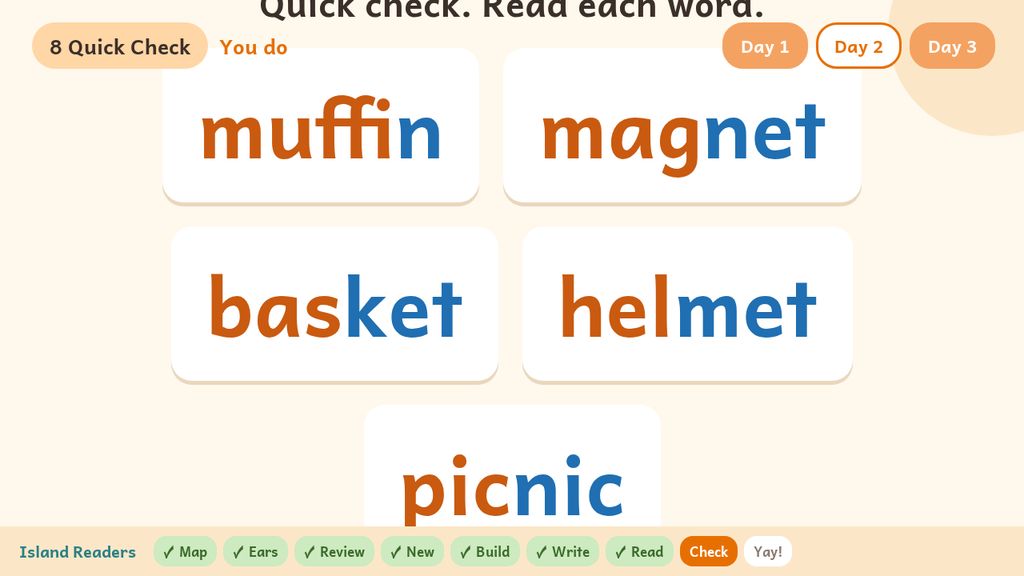 Quick check. Read each word.
8 Quick Check You do Day 1 Day 2 Day 3
muffin magnet
basket helmet
picnic
Island Readers ✓ Map ✓ Ears ✓ Review ✓ New ✓ Build ✓ Write ✓ Read Check Yay!